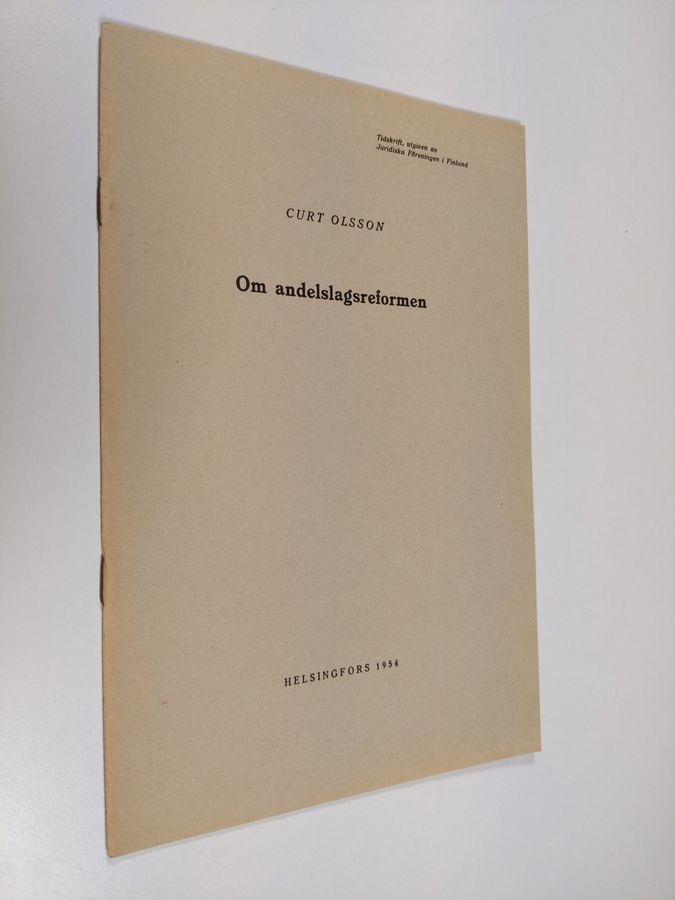 Tidskrift, utgiven av
Juridiska Föreningen i Finland
CURT OLSSON
Om andelslagsreformen
HELSINGFORS 1954